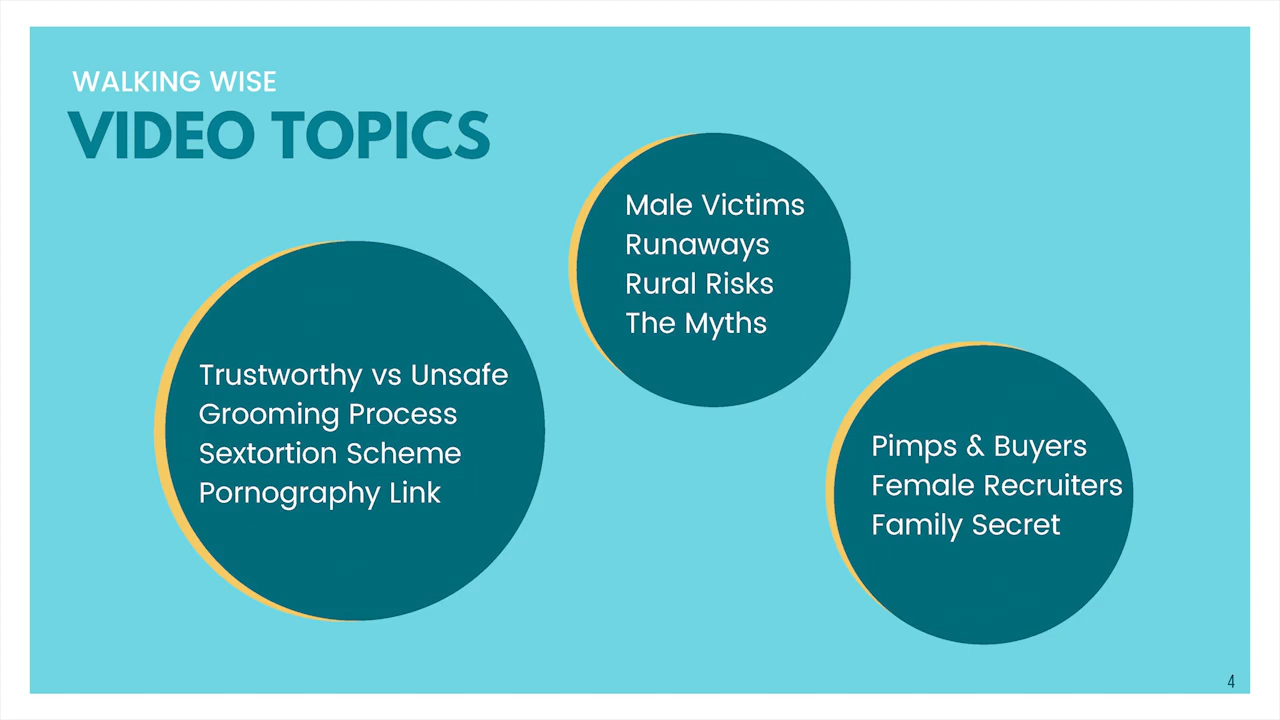 WALKING WISE
VIDEO TOPICS
Male Victims
Runaways
Rural Risks
The Myths
Trustworthy vs Unsafe
Grooming Process
Sextortion Scheme
Pornography Link
Pimps & Buyers
Female Recruiters
Family Secret
4